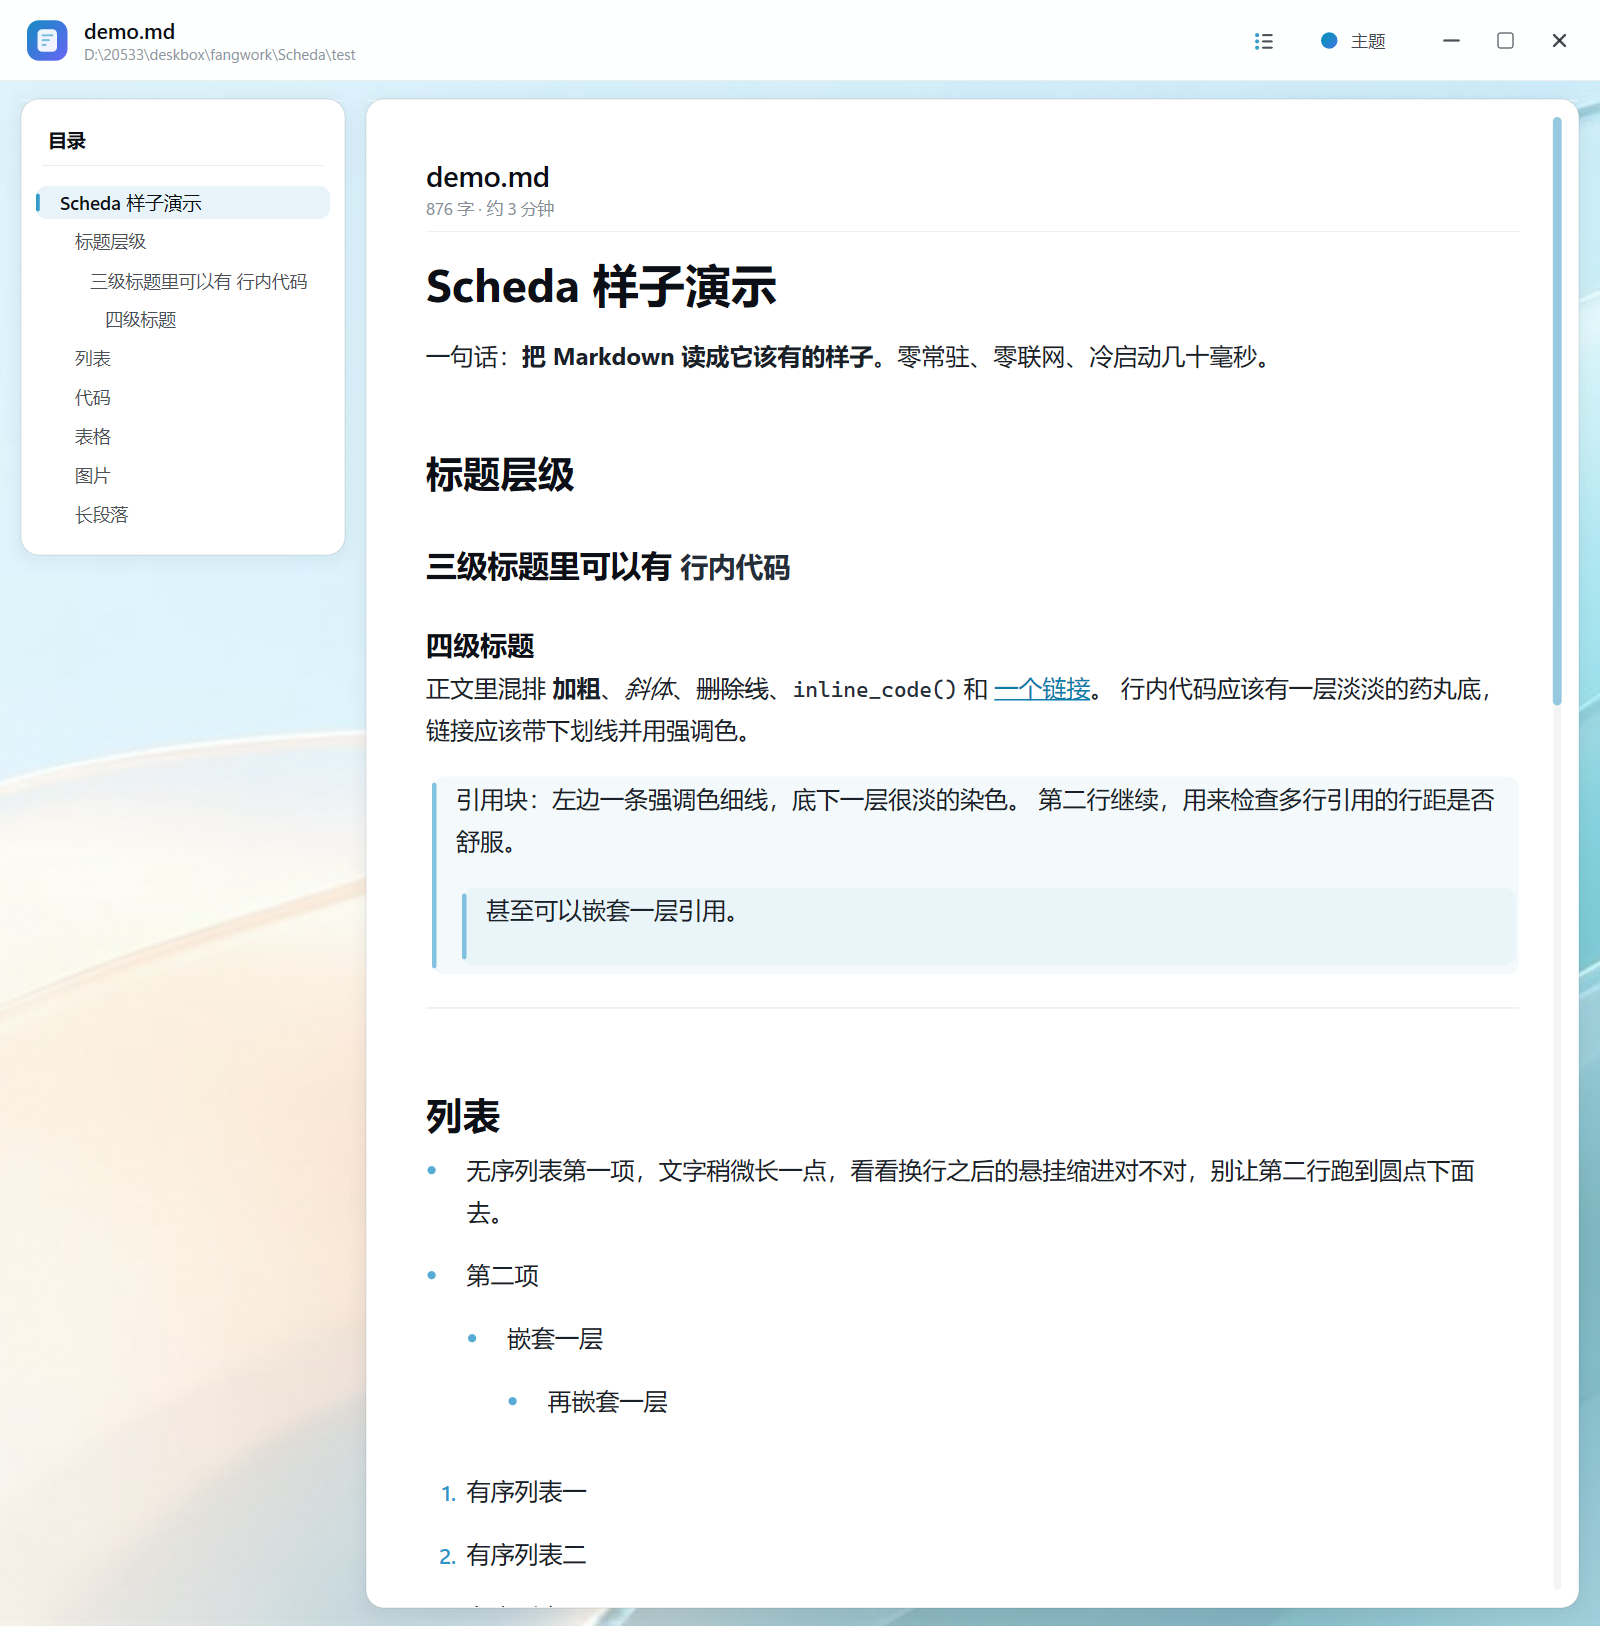 demo.md
D:\20533\deskbox\fangwork\Scheda\test
主题
目录
Scheda 样子演示
标题层级
三级标题里可以有 行内代码
四级标题
列表
代码
表格
图片
长段落
demo.md
876 字 · 约 3 分钟
Scheda 样子演示
一句话：把 Markdown 读成它该有的样子。零常驻、零联网、冷启动几十毫秒。
标题层级
三级标题里可以有 行内代码
四级标题
正文里混排 加粗、斜体、删除线、inline_code() 和 一个链接。 行内代码应该有一层淡淡的药丸底，
链接应该带下划线并用强调色。
引用块：左边一条强调色细线，底下一层很淡的染色。 第二行继续，用来检查多行引用的行距是否
舒服。
甚至可以嵌套一层引用。
列表
• 无序列表第一项，文字稍微长一点，看看换行之后的悬挂缩进对不对，别让第二行跑到圆点下面
去。
• 第二项
• 嵌套一层
• 再嵌套一层
1. 有序列表一
2. 有序列表二